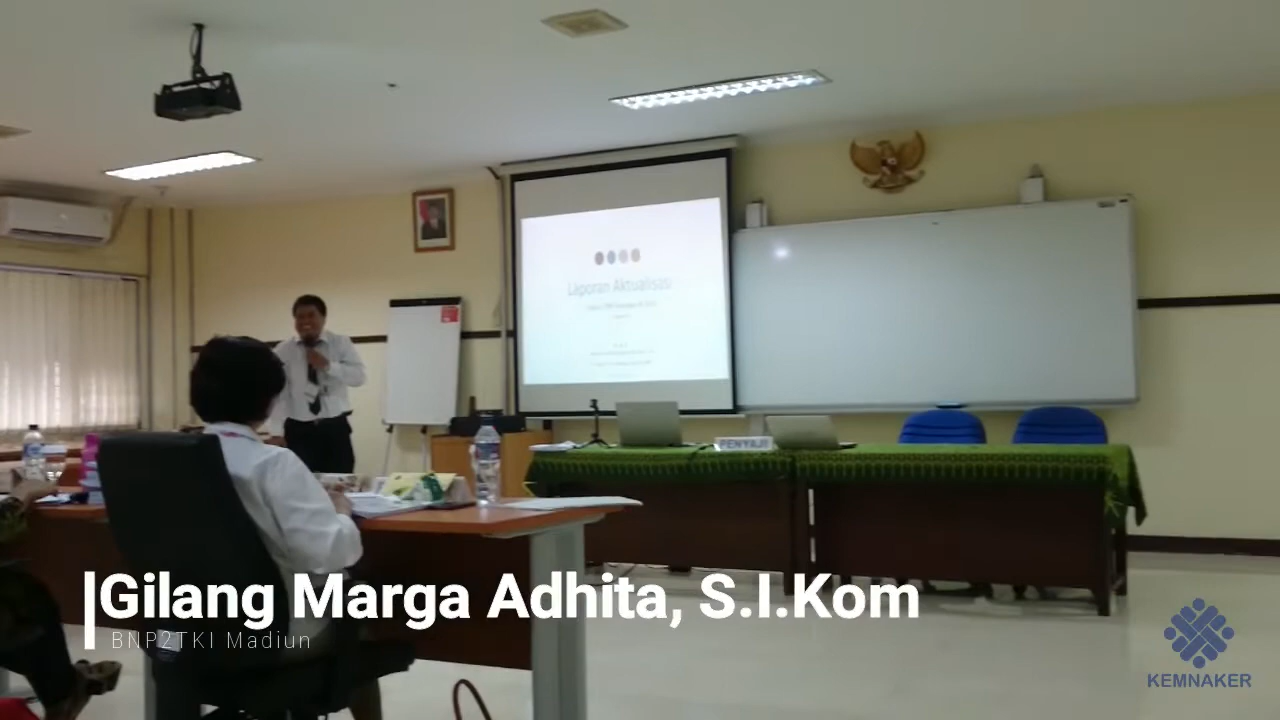 Laporan Aktualisasi
PENYAJI
Gilang Marga Adhita, S.I.Kom
BNP2TKI Madiun
KEMNAKER